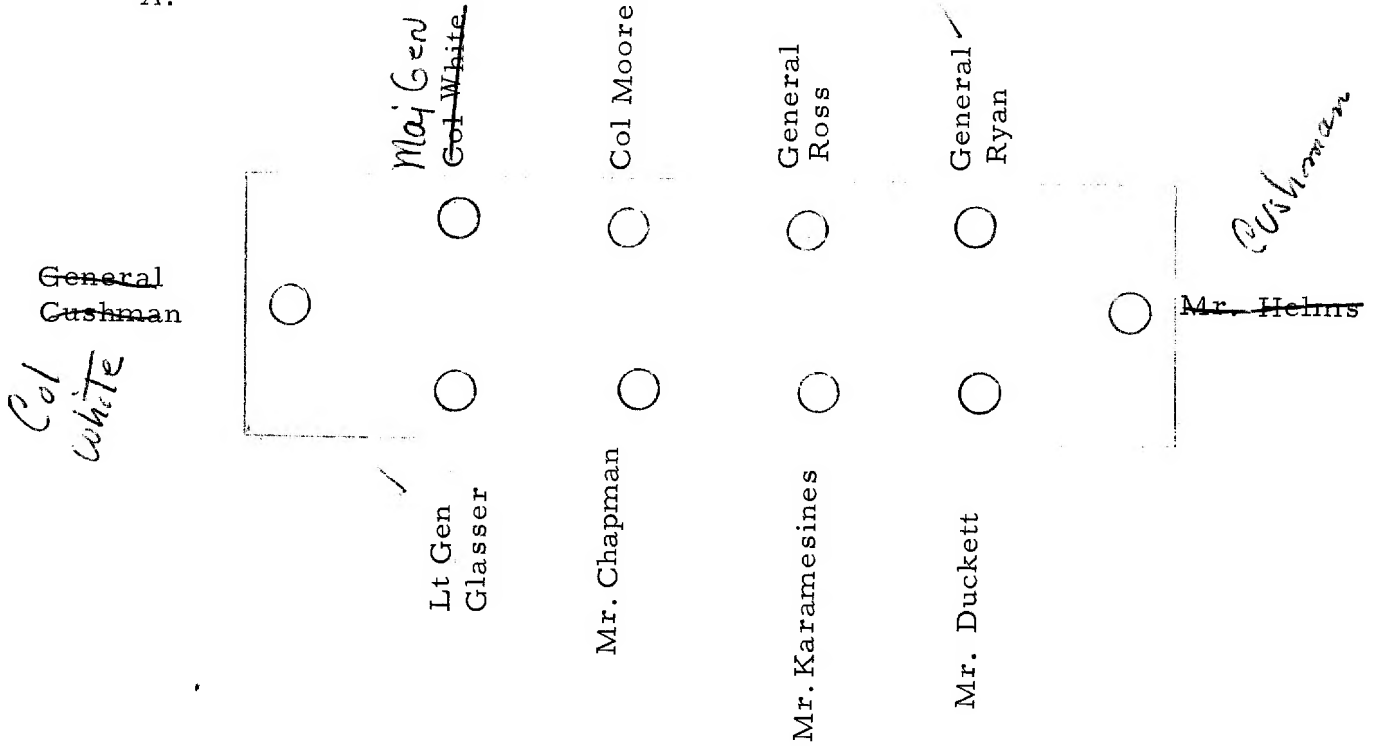 A.
Maj Gen
Col White
Col Moore
General
Ross
General
Ryan
Cushman
General
Cushman
Mr. Helms
Col
White
Lt Gen
Glasser
Mr. Chapman
Mr. Karamesines
Mr. Duckett